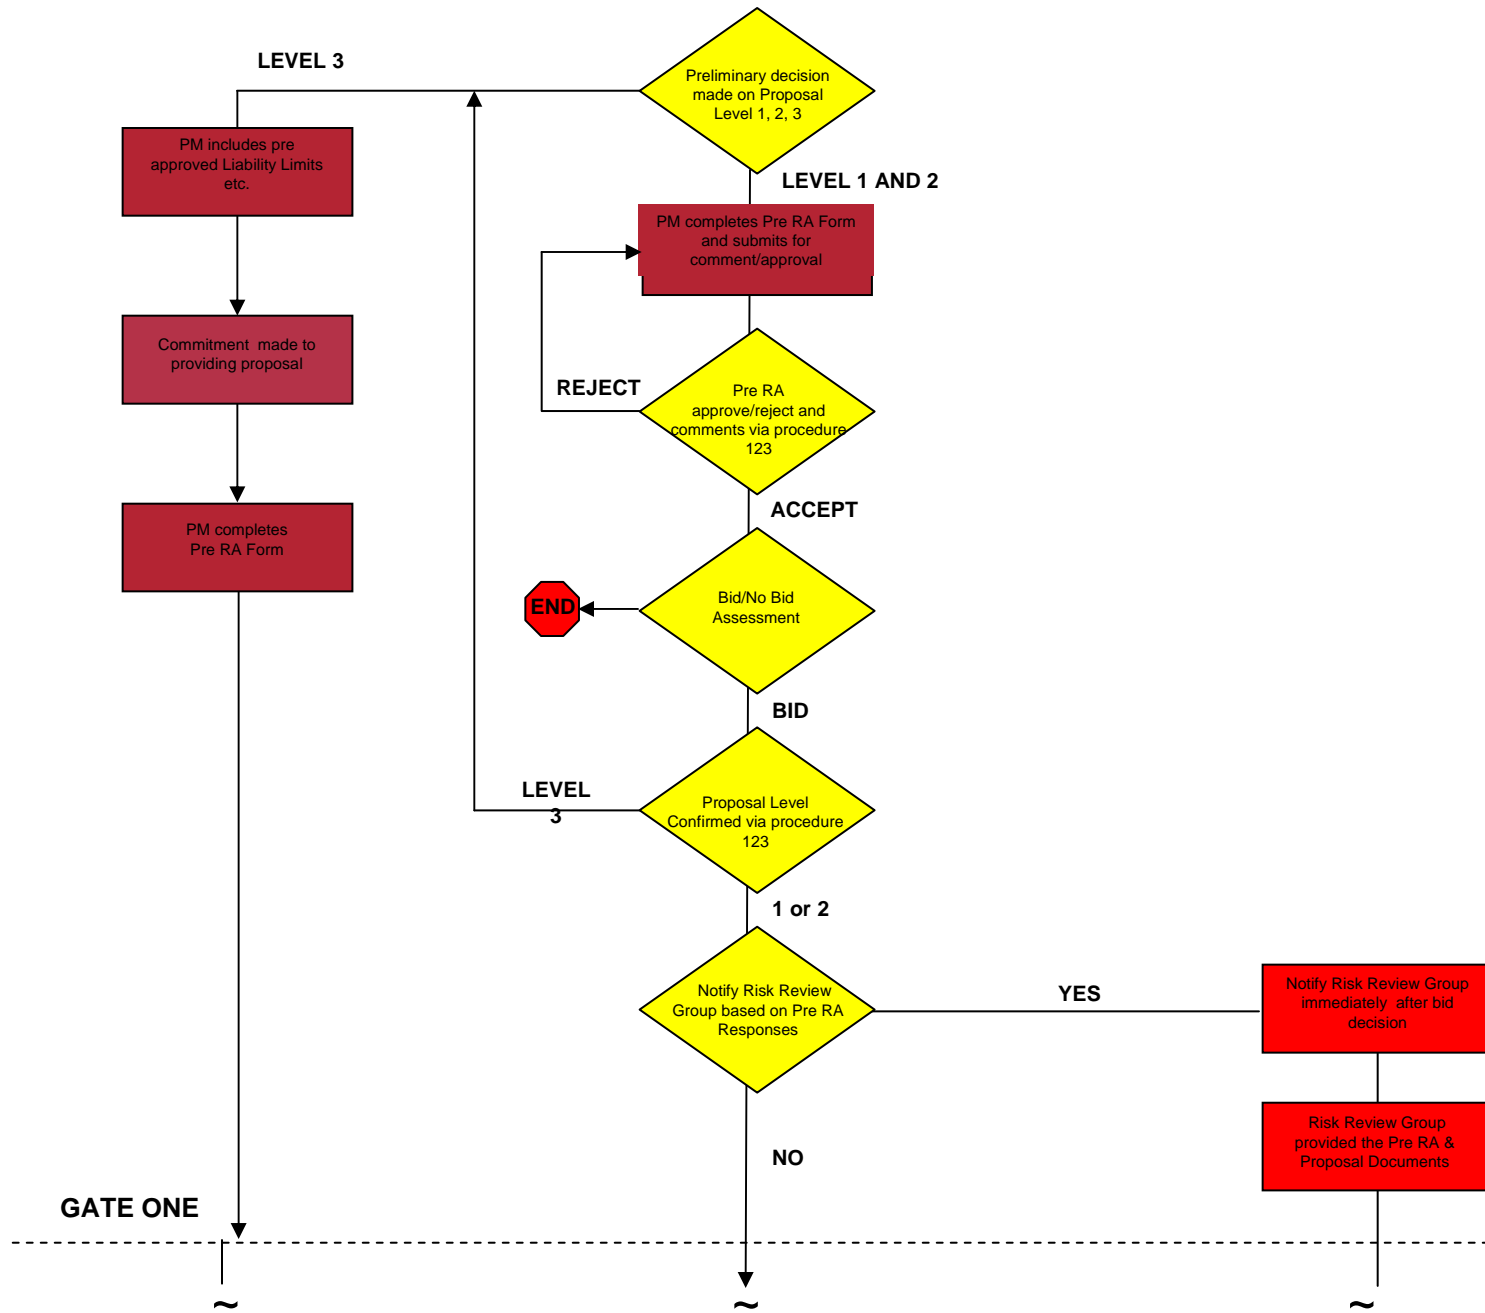 LEVEL 3
Preliminary decision
made on Proposal
Level 1, 2, 3
PM includes pre
approved Liability Limits
etc.
LEVEL 1 AND 2
PM completes Pre RA Form
and submits for
comment/approval
Commitment  made to
providing proposal
REJECT
Pre RA
approve/reject and
comments via procedure
123
ACCEPT
PM completes
Pre RA Form
END
Bid/No Bid
Assessment
BID
LEVEL
3
Proposal Level
Confirmed via procedure
123
1 or 2
Notify Risk Review
Group based on Pre RA
Responses
YES
Notify Risk Review Group
immediately  after bid
decision
NO
Risk Review Group
provided the Pre RA &
Proposal Documents
GATE ONE
~
~
~